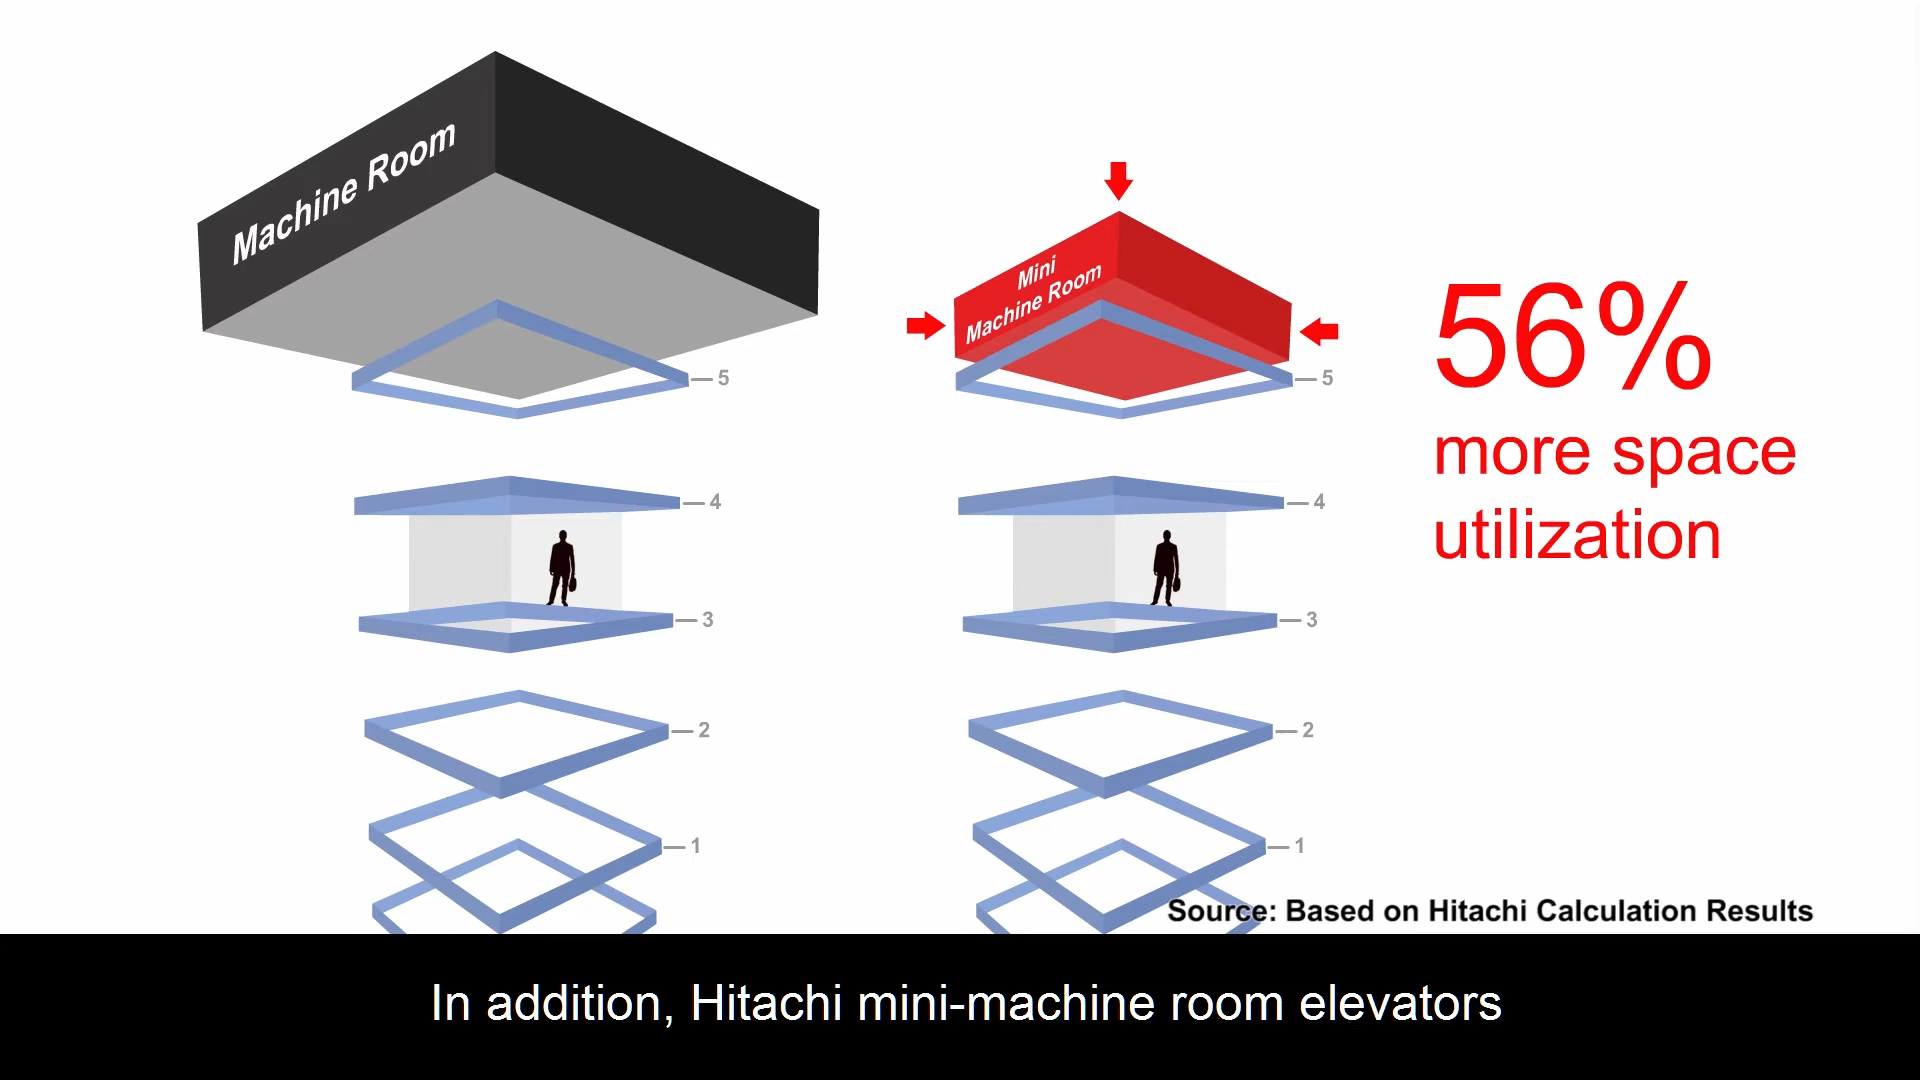 Machine Room
Mini
Machine Room
5
5
56%
more space
utilization
4
4
3
3
2
2
1
1
Source: Based on Hitachi Calculation Results
In addition, Hitachi mini-machine room elevators